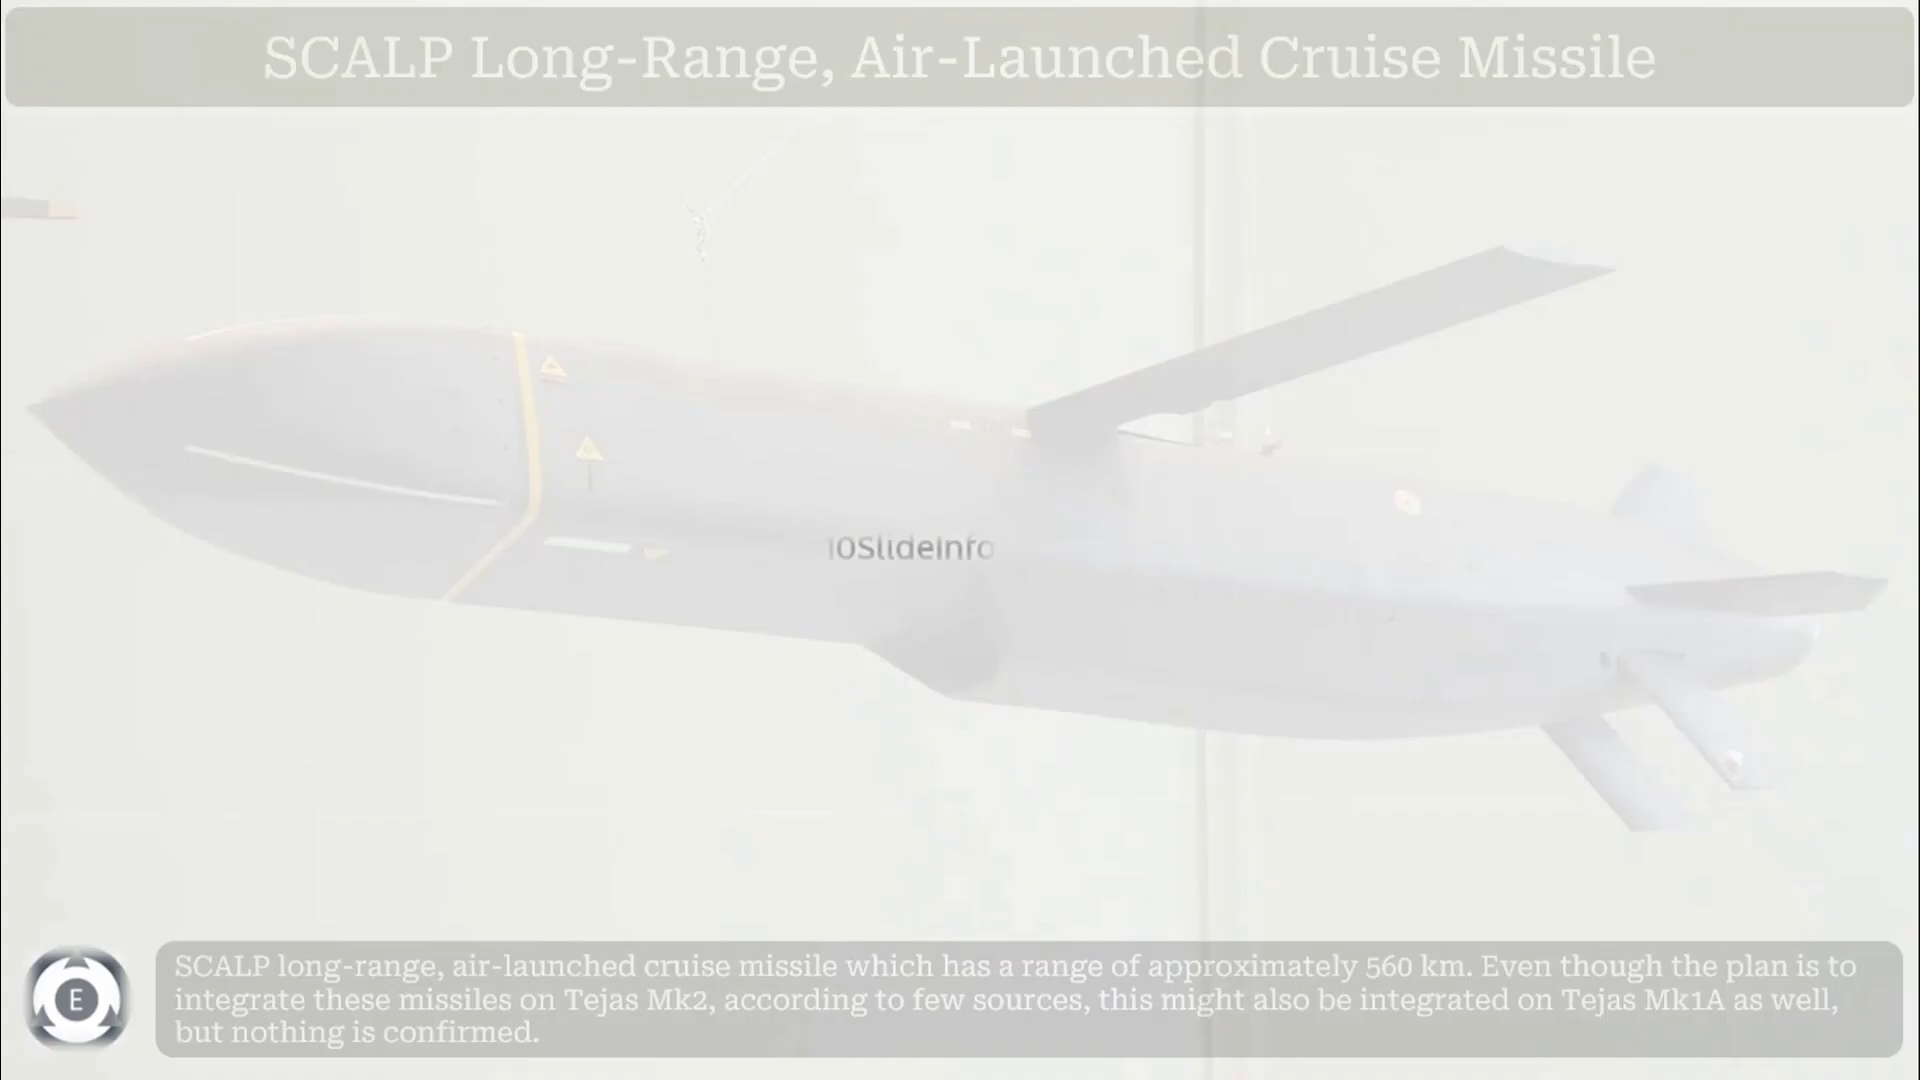 SCALP Long-Range, Air-Launched Cruise Missile
10SlideInfo
E
SCALP long-range, air-launched cruise missile which has a range of approximately 560 km. Even though the plan is to
integrate these missiles on Tejas Mk2, according to few sources, this might also be integrated on Tejas Mk1A as well,
but nothing is confirmed.